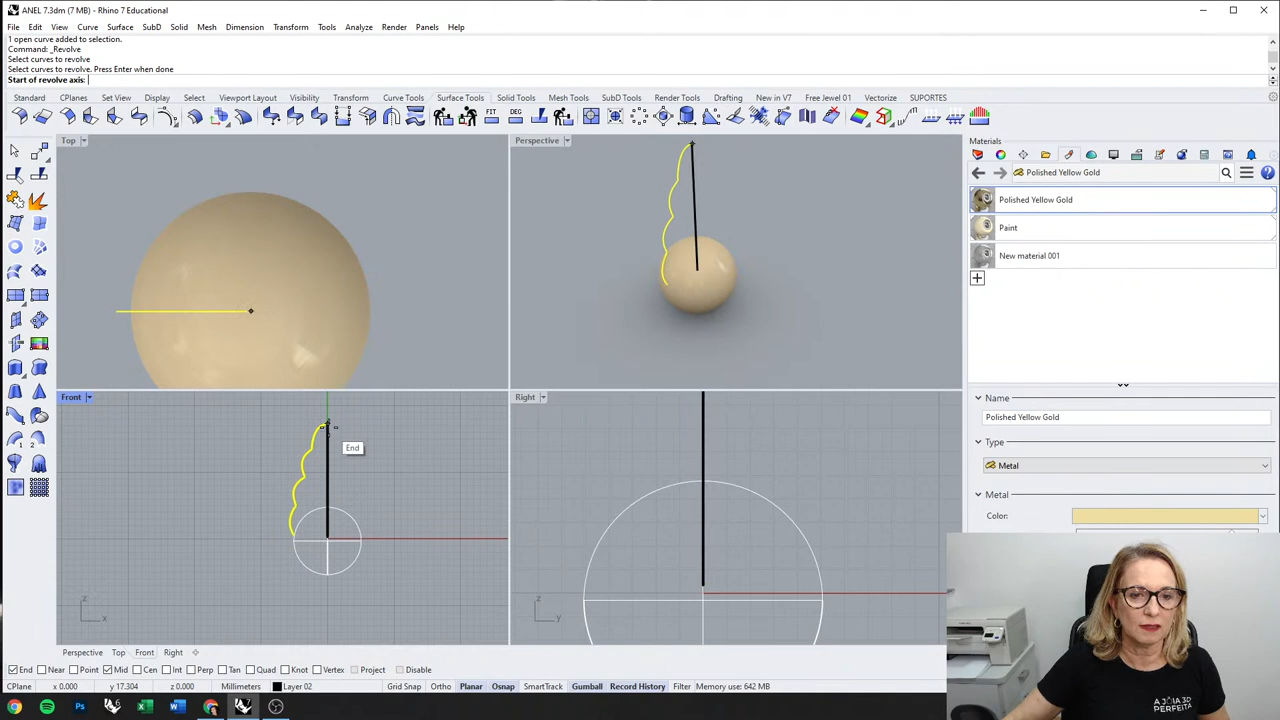 ANEL 7.3dm (7 MB) - Rhino 7 Educational
File Edit View Curve Surface SubD Solid Mesh Dimension Transform Tools Analyze Render Panels Help
1 open curve added to selection.
Command: _Revolve
Select curves to revolve
Select curves to revolve. Press Enter when done
Start of revolve axis:
Standard CPlanes Set View Display Select Viewport Layout Visibility Transform Curve Tools Surface Tools Solid Tools Mesh Tools SubD Tools Render Tools Drafting New in V7 Free Jewel 01 Vectorize SUPORTES
FIT DEG
Top
Perspective
Materials
Polished Yellow Gold
Polished Yellow Gold
Paint
New material 001
Front
Right
End
z
x
z
y
Name
Polished Yellow Gold
Type
Metal
Metal
Color:
A JÓIA 3D
PERFEITA
Perspective Top Front Right
End Near Point Mid Cen Int Perp Tan Quad Knot Vertex Project Disable
CPlane x 0.000 y 17.304 z 0.000 Millimeters Layer 02 Grid Snap Ortho Planar Osnap SmartTrack Gumball Record History Filter Memory use: 642 MB